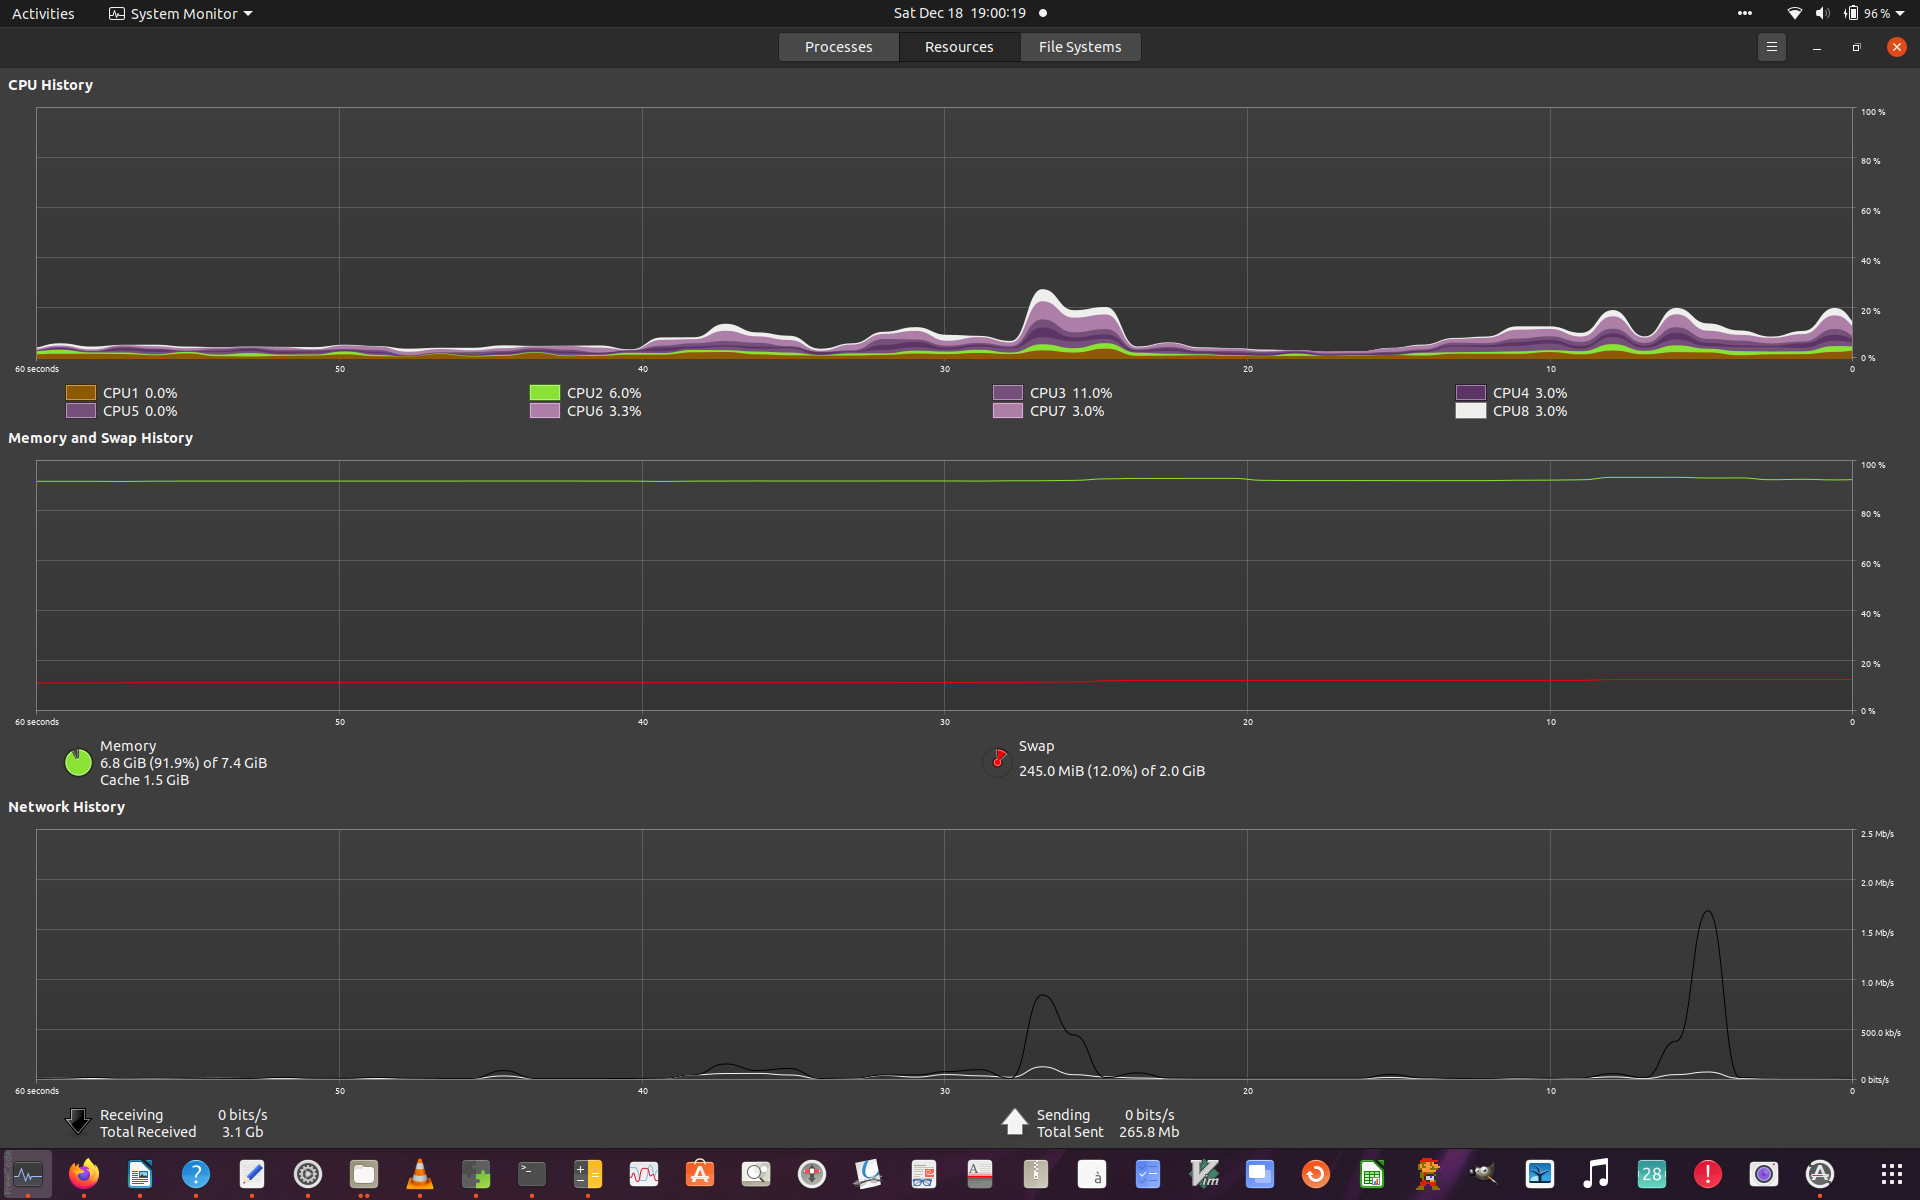 Activities System Monitor Sat Dec 18 19:00:19 96 %
Processes Resources File Systems
CPU History
100 %
80 %
60 %
40 %
20 %
0 %
60 seconds 50 40 30 20 10 0
CPU1 0.0% CPU2 6.0% CPU3 11.0% CPU4 3.0%
CPU5 0.0% CPU6 3.3% CPU7 3.0% CPU8 3.0%
Memory and Swap History
100 %
80 %
60 %
40 %
20 %
0 %
60 seconds 50 40 30 20 10 0
Memory
6.8 GiB (91.9%) of 7.4 GiB
Cache 1.5 GiB
Swap
245.0 MiB (12.0%) of 2.0 GiB
Network History
2.5 Mb/s
2.0 Mb/s
1.5 Mb/s
1.0 Mb/s
500.0 kb/s
0 bits/s
60 seconds 50 40 30 20 10 0
Receiving 0 bits/s
Total Received 3.1 Gb
Sending 0 bits/s
Total Sent 265.8 Mb
28